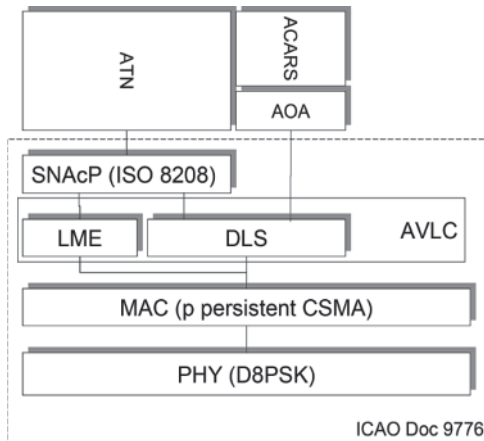 ATN
ACARS
AOA
SNAcP (ISO 8208)
LME
DLS
AVLC
MAC (p persistent CSMA)
PHY (D8PSK)
ICAO Doc 9776